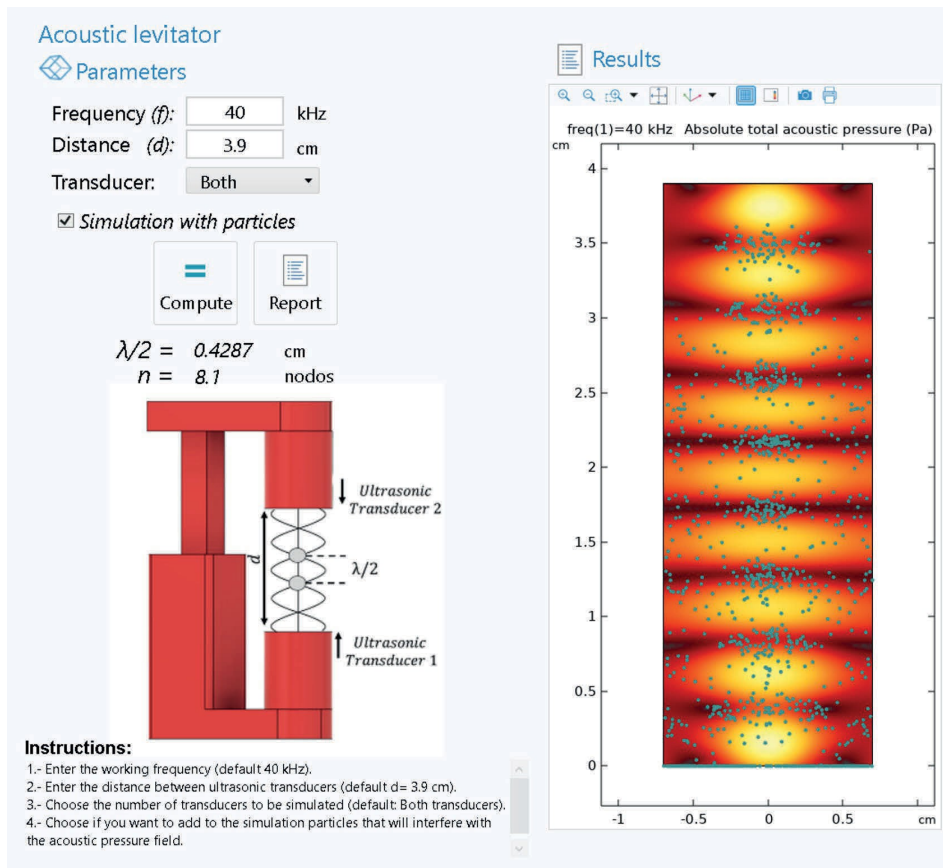 Acoustic levitator
Parameters
Frequency (f): 40 kHz
Distance (d): 3.9 cm
Transducer: Both
Simulation with particles
Compute
Report
λ/2 = 0.4287 cm
n = 8.1 nodos
Ultrasonic
Transducer 2
d
λ/2
Ultrasonic
Transducer 1
Instructions:
1.- Enter the working frequency (default 40 kHz).
2.- Enter the distance between ultrasonic transducers (default d= 3.9 cm).
3.- Choose the number of transducers to be simulated (default: Both transducers).
4.- Choose if you want to add to the simulation particles that will interfere with
the acoustic pressure field.
Results
freq(1)=40 kHz Absolute total acoustic pressure (Pa)
cm
4
3.5
3
2.5
2
1.5
1
0.5
0
-1 -0.5 0 0.5 cm